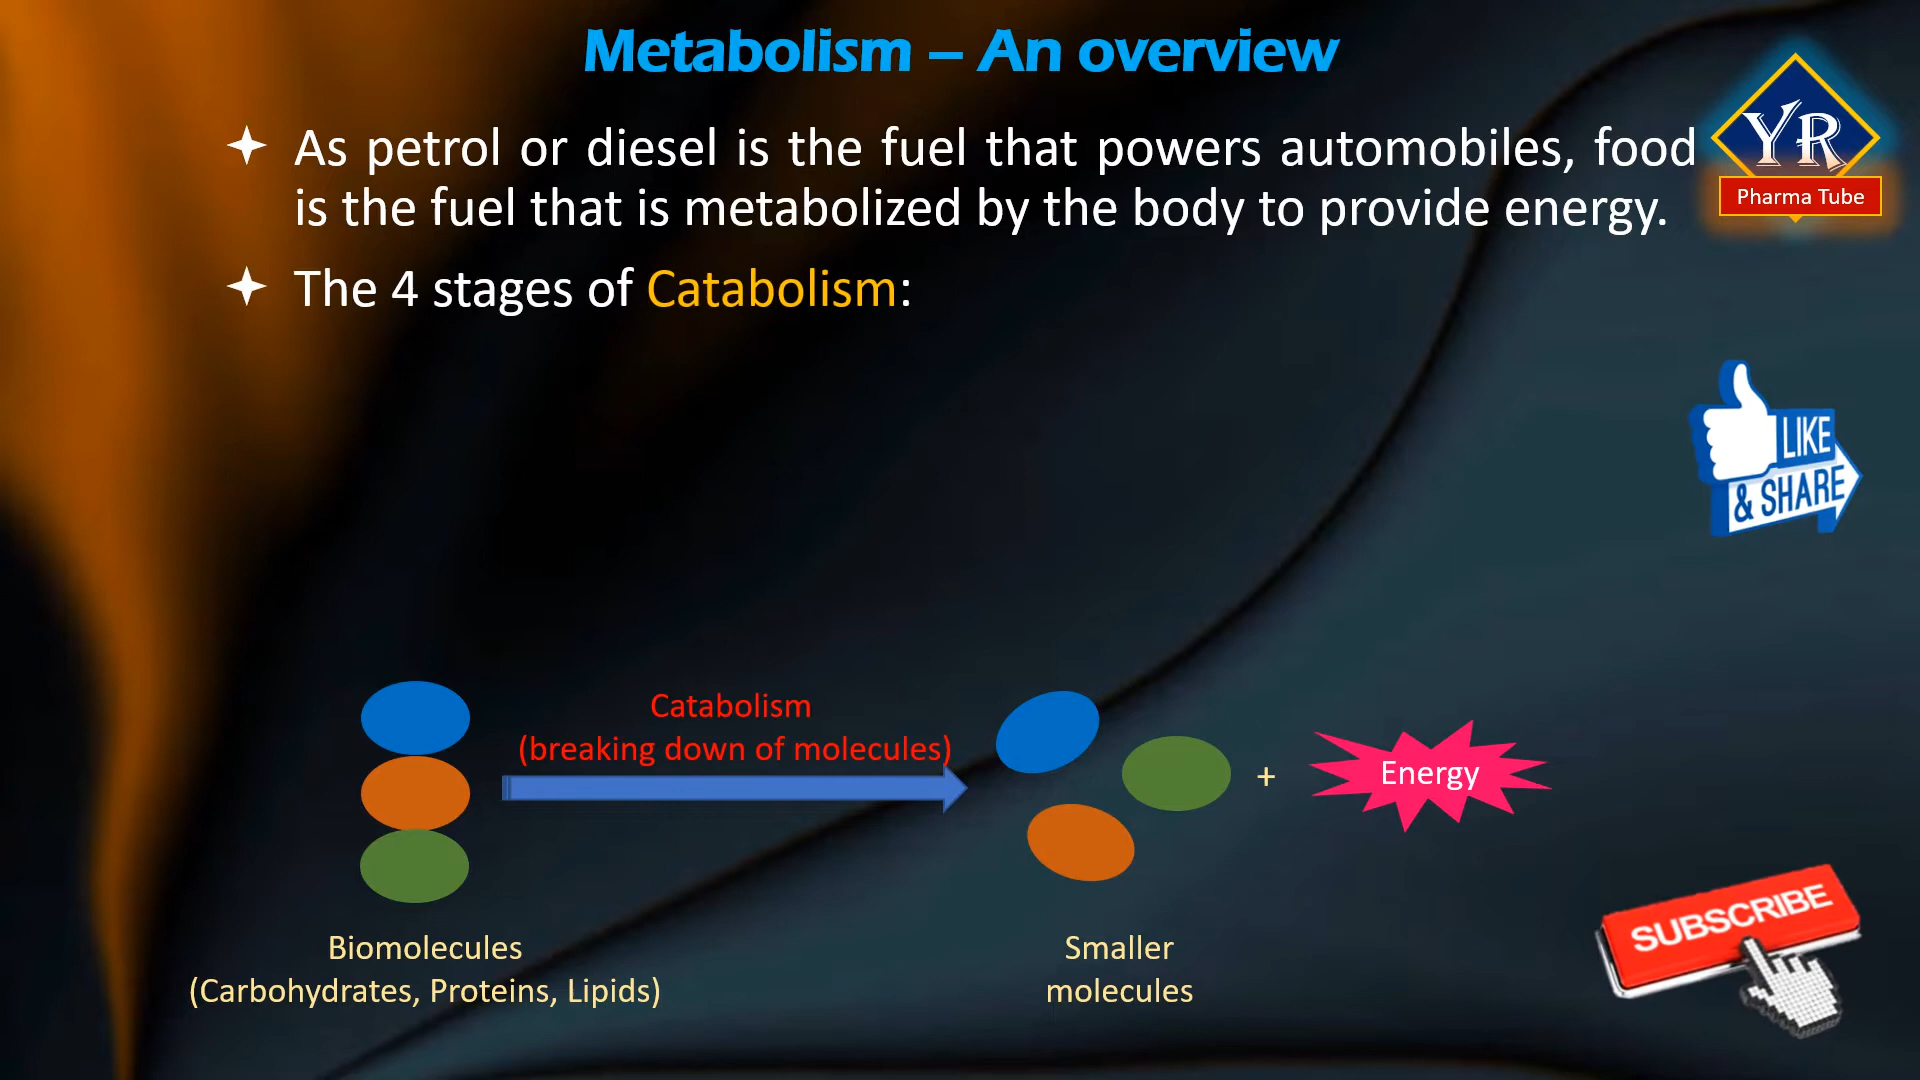 Metabolism – An overview
As petrol or diesel is the fuel that powers automobiles, food
is the fuel that is metabolized by the body to provide energy.
YR
Pharma Tube
The 4 stages of Catabolism:
LIKE
& SHARE
Catabolism
(breaking down of molecules)
+
Energy
Biomolecules
(Carbohydrates, Proteins, Lipids)
Smaller
molecules
SUBSCRIBE